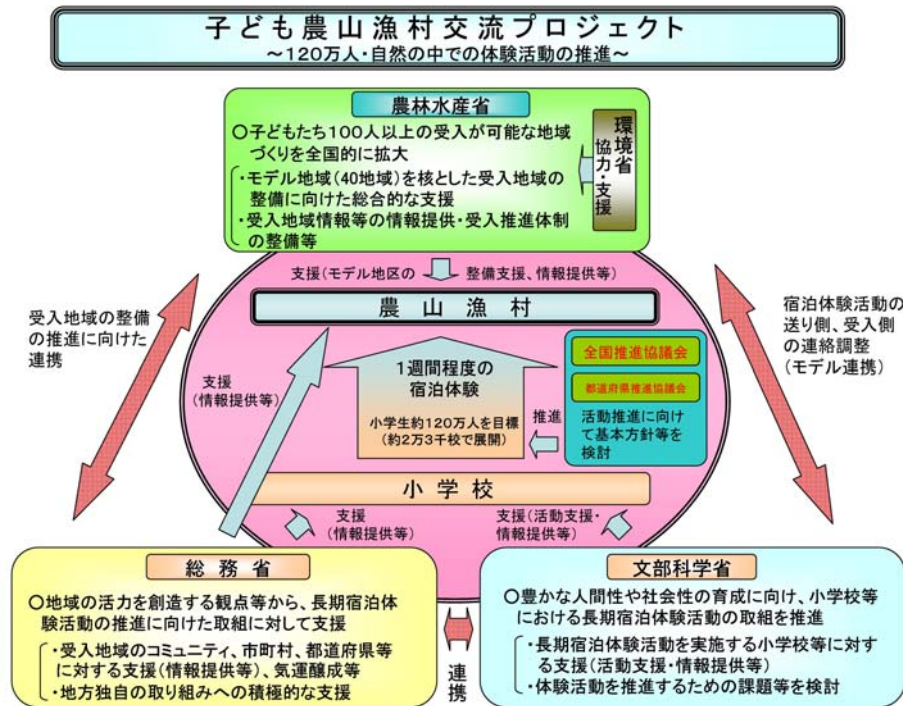 子ども農山漁村交流プロジェクト
～120万人・自然の中での体験活動の推進～
農林水産省
○子どもたち100人以上の受入が可能な地域
づくりを全国的に拡大
・モデル地域(40地域)を核とした受入地域の
整備に向けた総合的な支援
・受入地域情報等の情報提供・受入推進体制
の整備等
環境省
協力・支援
支援(モデル地区の
整備支援、情報提供等)
農山漁村
受入地域の整備
の推進に向けた
連携
宿泊体験活動の
送り側、受入側
の連絡調整
(モデル連携)
支援
(情報提供等)
1週間程度の
宿泊体験
小学生約120万人を目標
(約2万3千校で展開)
推進
全国推進協議会
都道府県推進協議会
活動推進に向け
て基本方針等を
検討
小学校
支援
(情報提供等)
支援(活動支援・
情報提供等)
総務省
○地域の活力を創造する観点等から、長期宿泊体
験活動の推進に向けた取組に対して支援
・受入地域のコミュニティ、市町村、都道府県等
に対する支援(情報提供等)、気運醸成等
・地方独自の取り組みへの積極的な支援
連携
文部科学省
○豊かな人間性や社会性の育成に向け、小学校等
における長期宿泊体験活動の取組を推進
・長期宿泊体験活動を実施する小学校等に対
する支援(活動支援・情報提供等)
・体験活動を推進するための課題等を検討